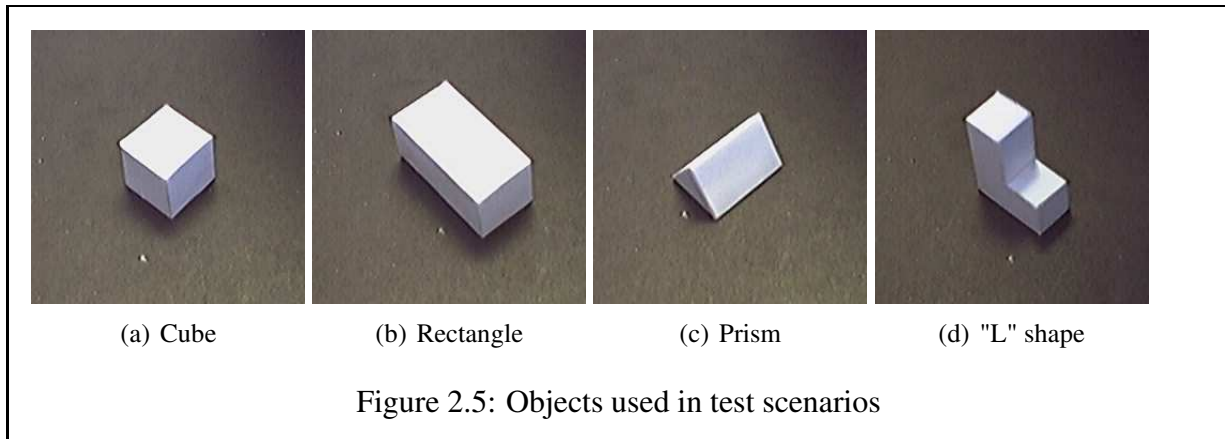 (a) Cube
(b) Rectangle
(c) Prism
(d) "L" shape
Figure 2.5: Objects used in test scenarios